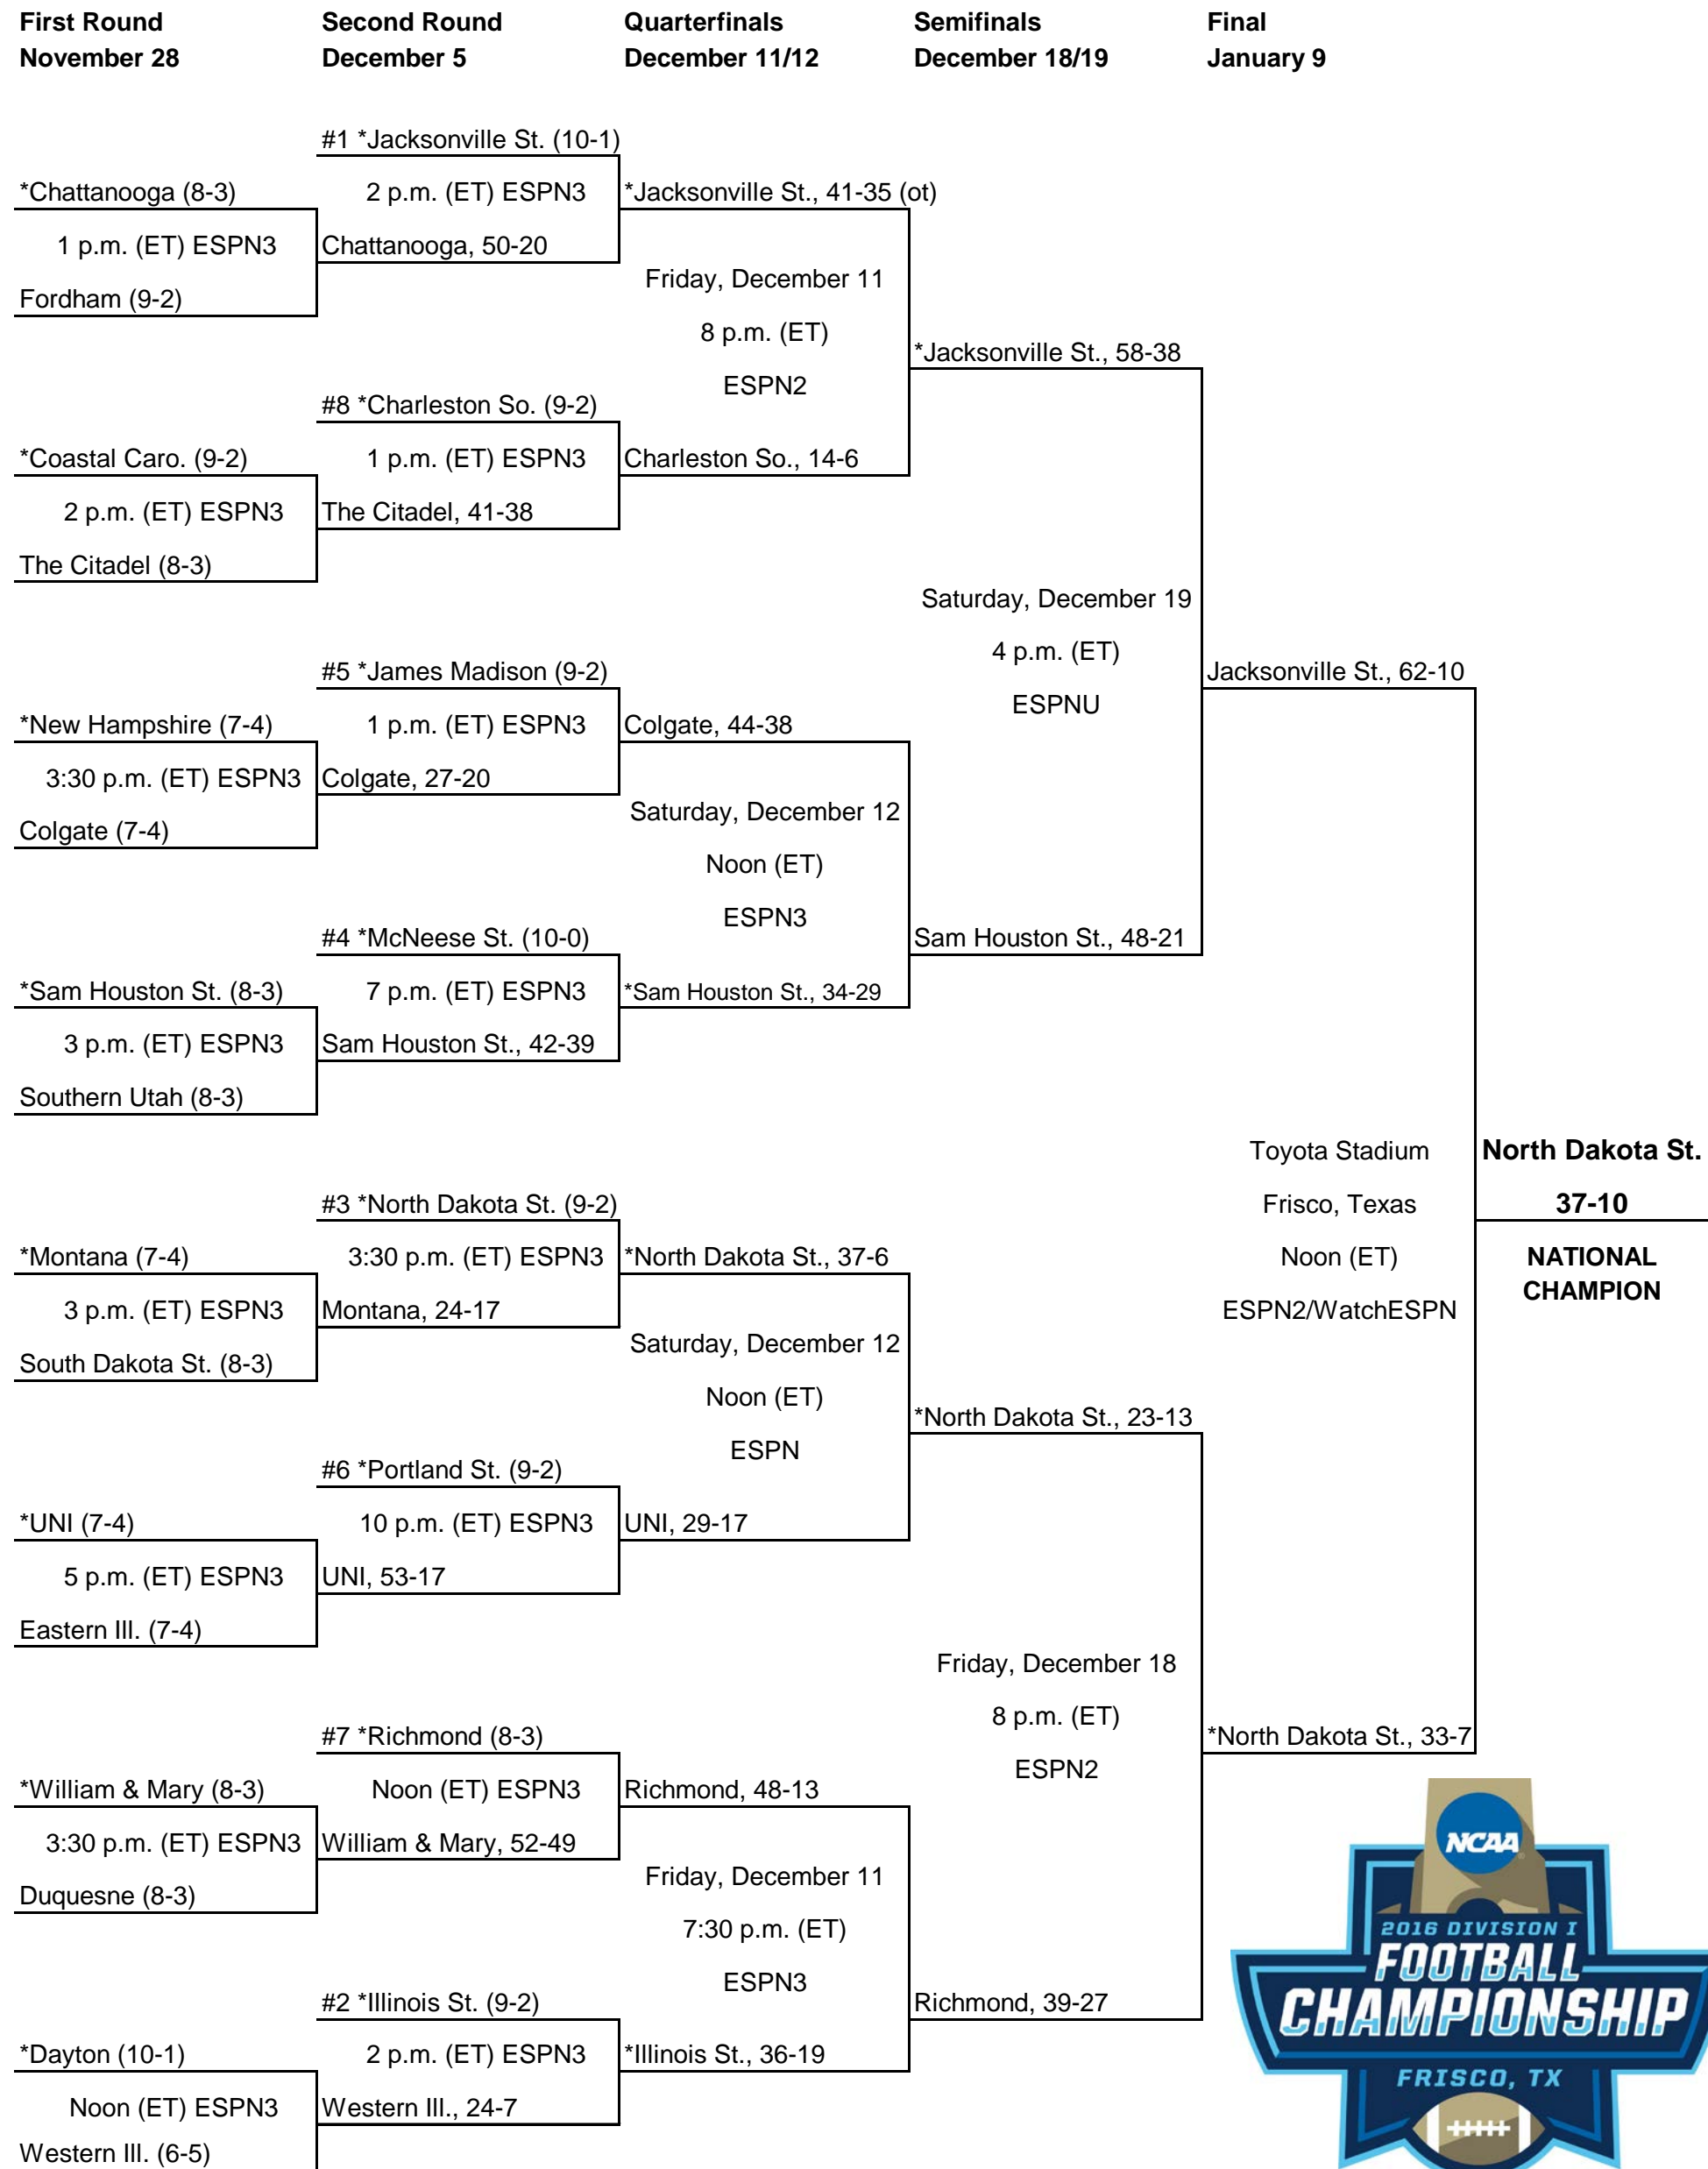 First Round
November 28
Second Round
December 5
Quarterfinals
December 11/12
Semifinals
December 18/19
Final
January 9
#1 *Jacksonville St. (10-1)
*Chattanooga (8-3)
2 p.m. (ET) ESPN3
*Jacksonville St., 41-35 (ot)
1 p.m. (ET) ESPN3
Chattanooga, 50-20
Friday, December 11
Fordham (9-2)
8 p.m. (ET)
*Jacksonville St., 58-38
ESPN2
#8 *Charleston So. (9-2)
*Coastal Caro. (9-2)
1 p.m. (ET) ESPN3
Charleston So., 14-6
2 p.m. (ET) ESPN3
The Citadel, 41-38
The Citadel (8-3)
Saturday, December 19
4 p.m. (ET)
#5 *James Madison (9-2)
Jacksonville St., 62-10
ESPNU
*New Hampshire (7-4)
1 p.m. (ET) ESPN3
Colgate, 44-38
3:30 p.m. (ET) ESPN3
Colgate, 27-20
Saturday, December 12
Colgate (7-4)
Noon (ET)
ESPN3
#4 *McNeese St. (10-0)
Sam Houston St., 48-21
*Sam Houston St. (8-3)
7 p.m. (ET) ESPN3
*Sam Houston St., 34-29
3 p.m. (ET) ESPN3
Sam Houston St., 42-39
Southern Utah (8-3)
Toyota Stadium
North Dakota St.
#3 *North Dakota St. (9-2)
Frisco, Texas
37-10
*Montana (7-4)
3:30 p.m. (ET) ESPN3
*North Dakota St., 37-6
Noon (ET)
NATIONAL
CHAMPION
3 p.m. (ET) ESPN3
Montana, 24-17
ESPN2/WatchESPN
Saturday, December 12
South Dakota St. (8-3)
Noon (ET)
*North Dakota St., 23-13
ESPN
#6 *Portland St. (9-2)
*UNI (7-4)
10 p.m. (ET) ESPN3
UNI, 29-17
5 p.m. (ET) ESPN3
UNI, 53-17
Eastern Ill. (7-4)
Friday, December 18
8 p.m. (ET)
#7 *Richmond (8-3)
*North Dakota St., 33-7
ESPN2
*William & Mary (8-3)
Noon (ET) ESPN3
Richmond, 48-13
3:30 p.m. (ET) ESPN3
William & Mary, 52-49
Friday, December 11
Duquesne (8-3)
7:30 p.m. (ET)
ESPN3
#2 *Illinois St. (9-2)
Richmond, 39-27
*Dayton (10-1)
2 p.m. (ET) ESPN3
*Illinois St., 36-19
Noon (ET) ESPN3
Western Ill., 24-7
Western Ill. (6-5)
NCAA
2016 DIVISION I
FOOTBALL
CHAMPIONSHIP
FRISCO, TX